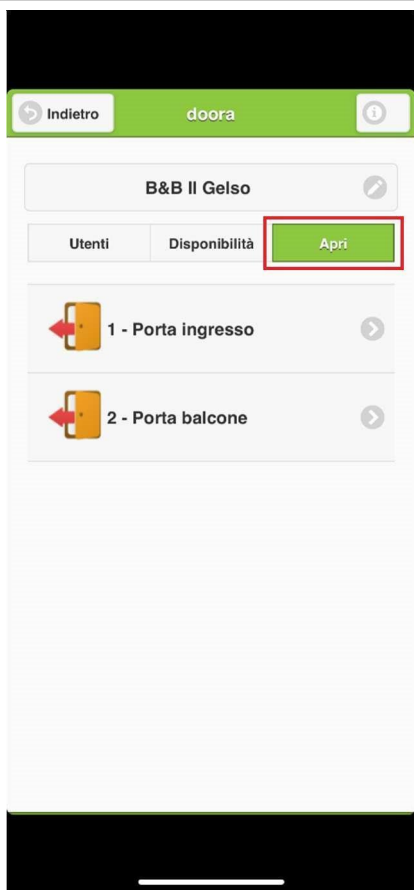 Indietro
doora
B&B Il Gelso
Utenti
Disponibilità
Apri
1 - Porta ingresso
2 - Porta balcone